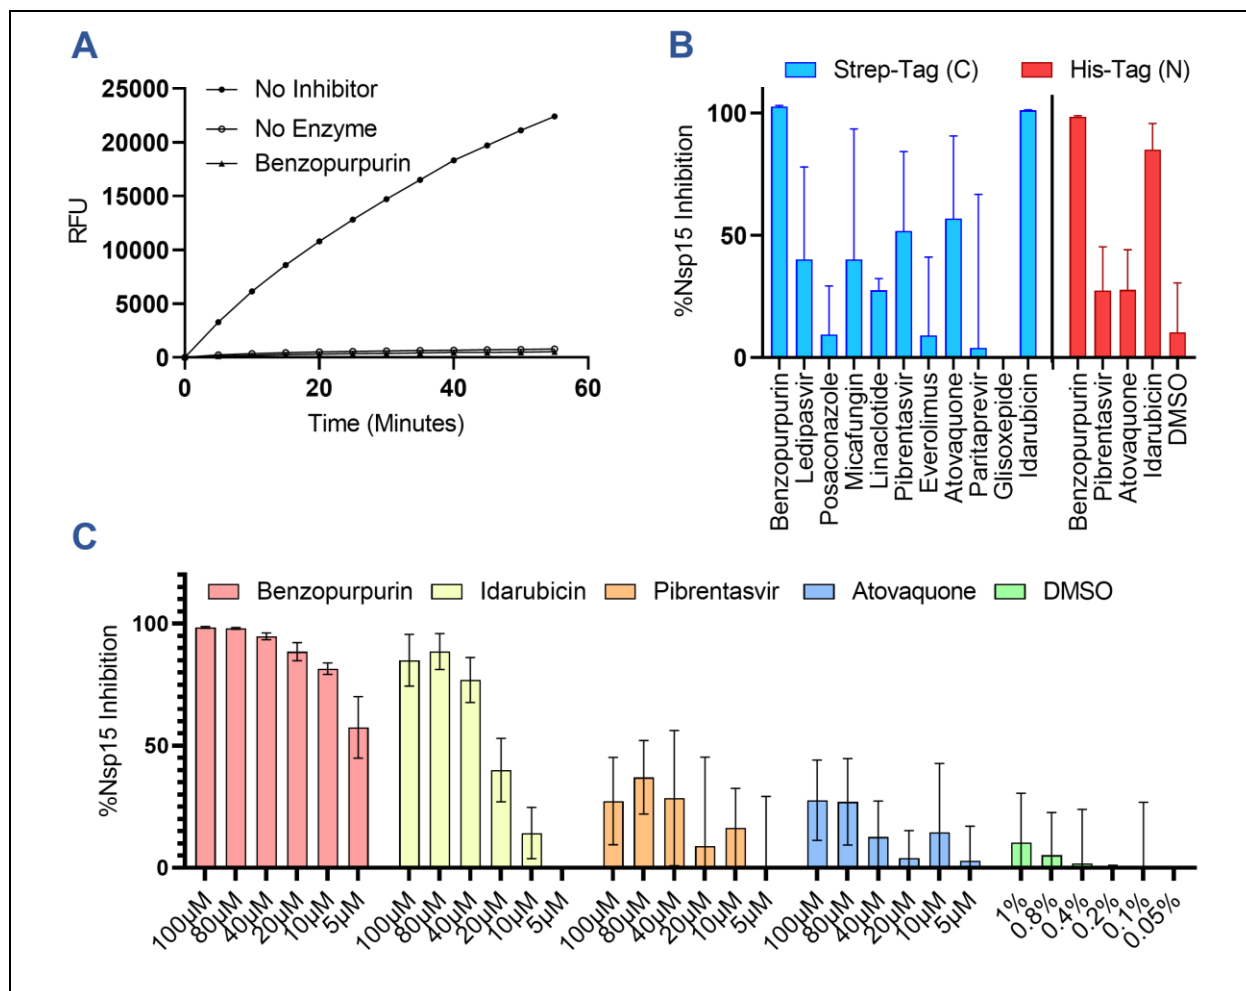 A
No Inhibitor
No Enzyme
Benzopurpurin
25000
20000
15000
10000
5000
0
RFU
0
20
40
60
Time (Minutes)
B
Strep-Tag (C)
His-Tag (N)
100
50
0
%Nsp15 Inhibition
Benzopurpurin
Ledipasvir
Posaconazole
Micafungin
Linaclotide
Pibrentasvir
Everolimus
Atovaquone
Paritaprevir
Glisoxepide
Idarubicin
Benzopurpurin
Pibrentasvir
Atovaquone
Idarubicin
DMSO
C
Benzopurpurin
Idarubicin
Pibrentasvir
Atovaquone
DMSO
100
50
0
%Nsp15 Inhibition
100µM
80µM
40µM
20µM
10µM
5µM
100µM
80µM
40µM
20µM
10µM
5µM
100µM
80µM
40µM
20µM
10µM
5µM
100µM
80µM
40µM
20µM
10µM
5µM
1%
0.8%
0.4%
0.2%
0.1%
0.05%